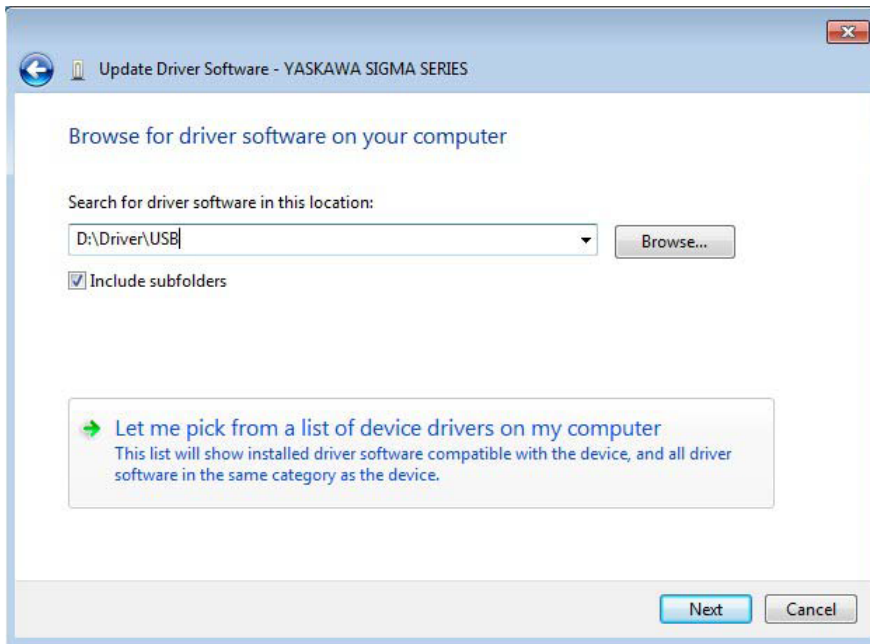 Update Driver Software - YASKAWA SIGMA SERIES
Browse for driver software on your computer
Search for driver software in this location:
D:\Driver\USB
Browse...
Include subfolders
Let me pick from a list of device drivers on my computer
This list will show installed driver software compatible with the device, and all driver
software in the same category as the device.
Next
Cancel